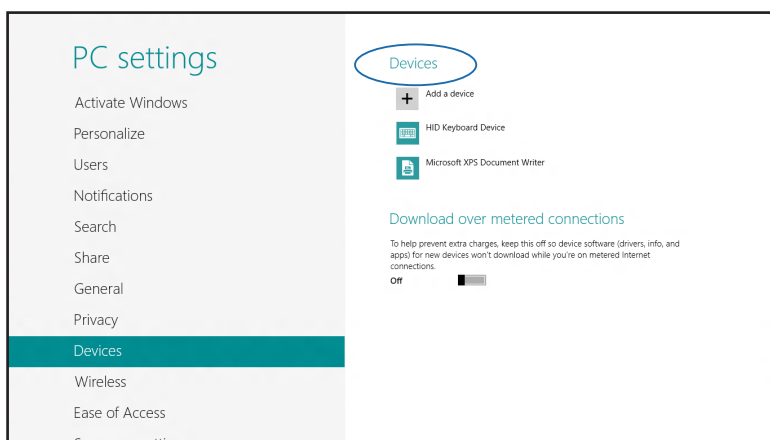 PC settings
Activate Windows
Personalize
Users
Notifications
Search
Share
General
Privacy
Devices
Wireless
Ease of Access
Devices
Add a device
HID Keyboard Device
Microsoft XPS Document Writer
Download over metered connections
To help prevent extra charges, keep this off so device software (drivers, info, and
apps) for new devices won't download while you're on metered Internet
connections.
Off